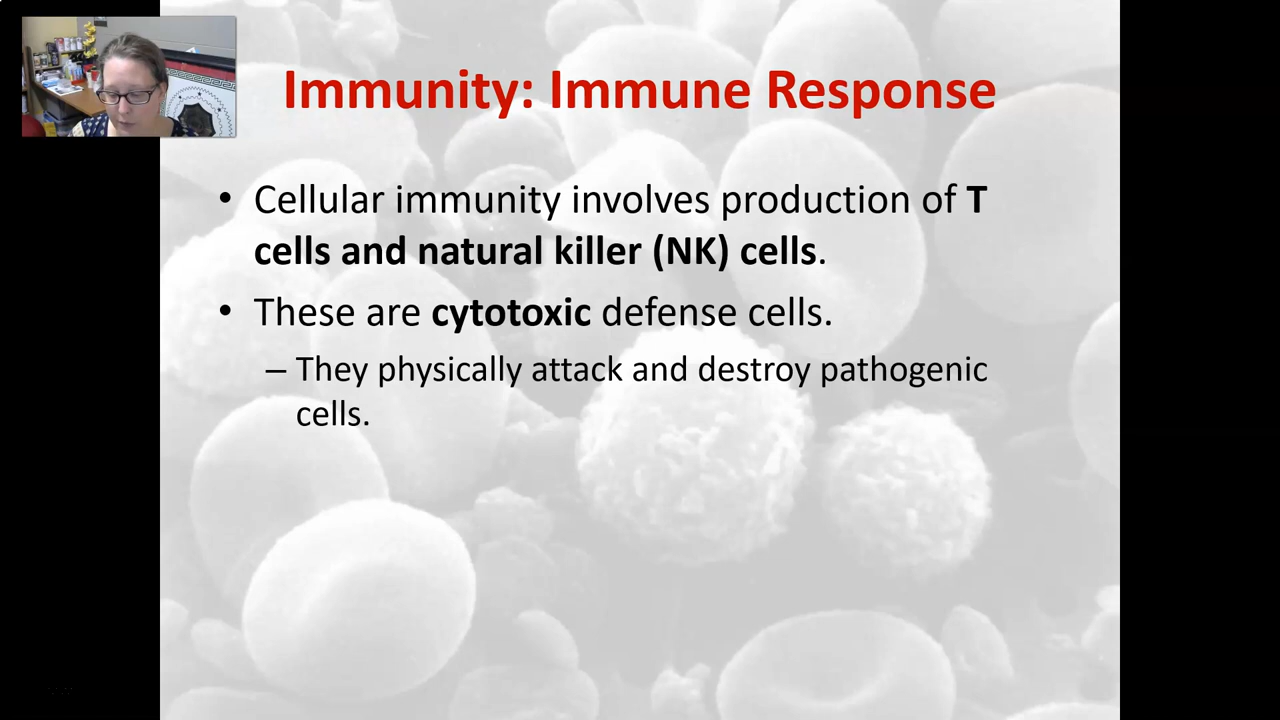 Immunity: Immune Response
• Cellular immunity involves production of T
cells and natural killer (NK) cells.
• These are cytotoxic defense cells.
– They physically attack and destroy pathogenic
cells.